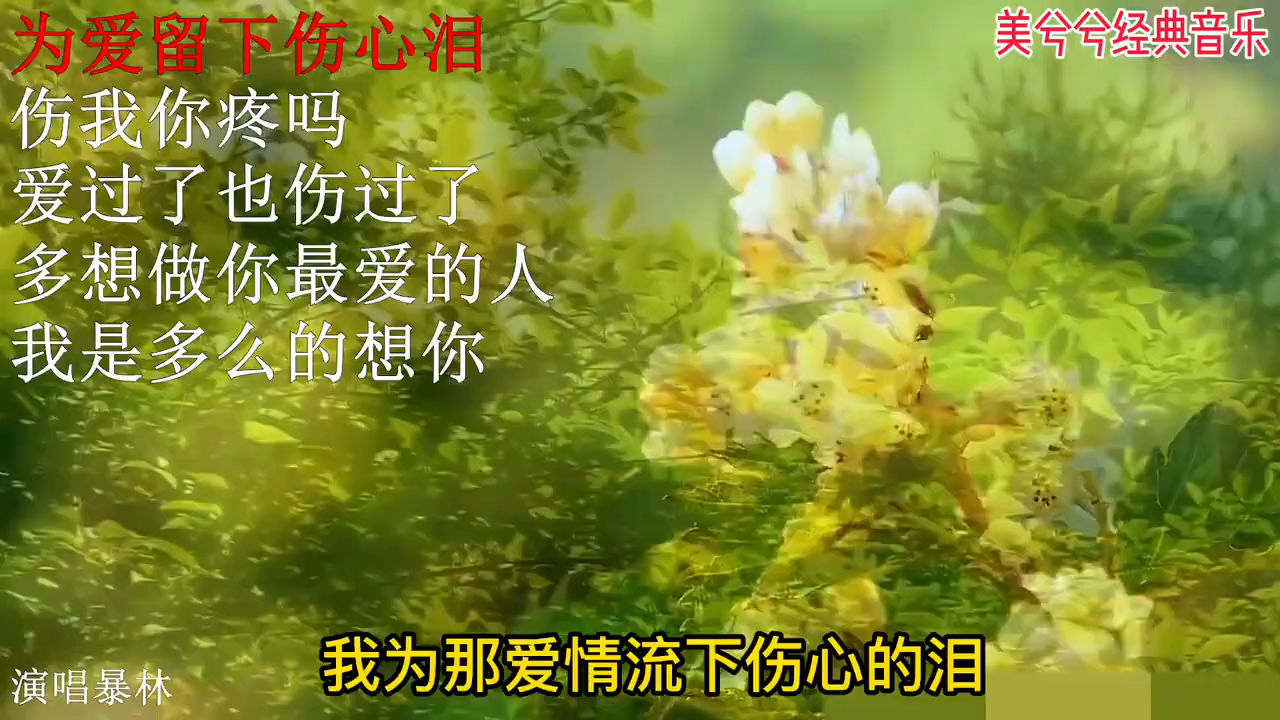 为爱留下伤心泪
美兮兮经典音乐
伤我你疼吗
爱过了也伤过了
多想做你最爱的人
我是多么的想你
我为那爱情流下伤心的泪
演唱暴林